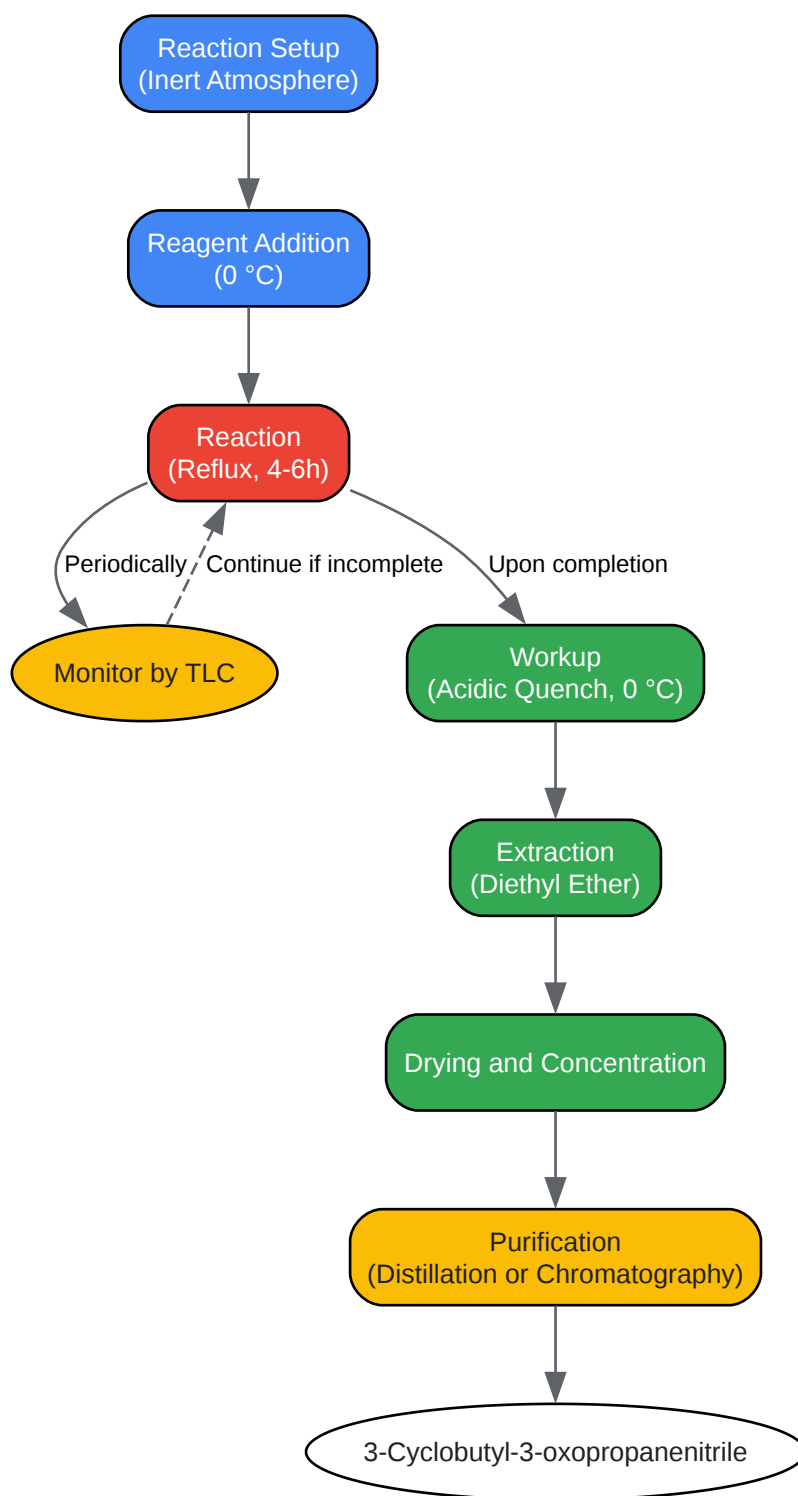 Reaction Setup
(Inert Atmosphere)
Reagent Addition
(0 °C)
Reaction
(Reflux, 4-6h)
Periodically
Continue if incomplete
Upon completion
Monitor by TLC
Workup
(Acidic Quench, 0 °C)
Extraction
(Diethyl Ether)
Drying and Concentration
Purification
(Distillation or Chromatography)
3-Cyclobutyl-3-oxopropanenitrile